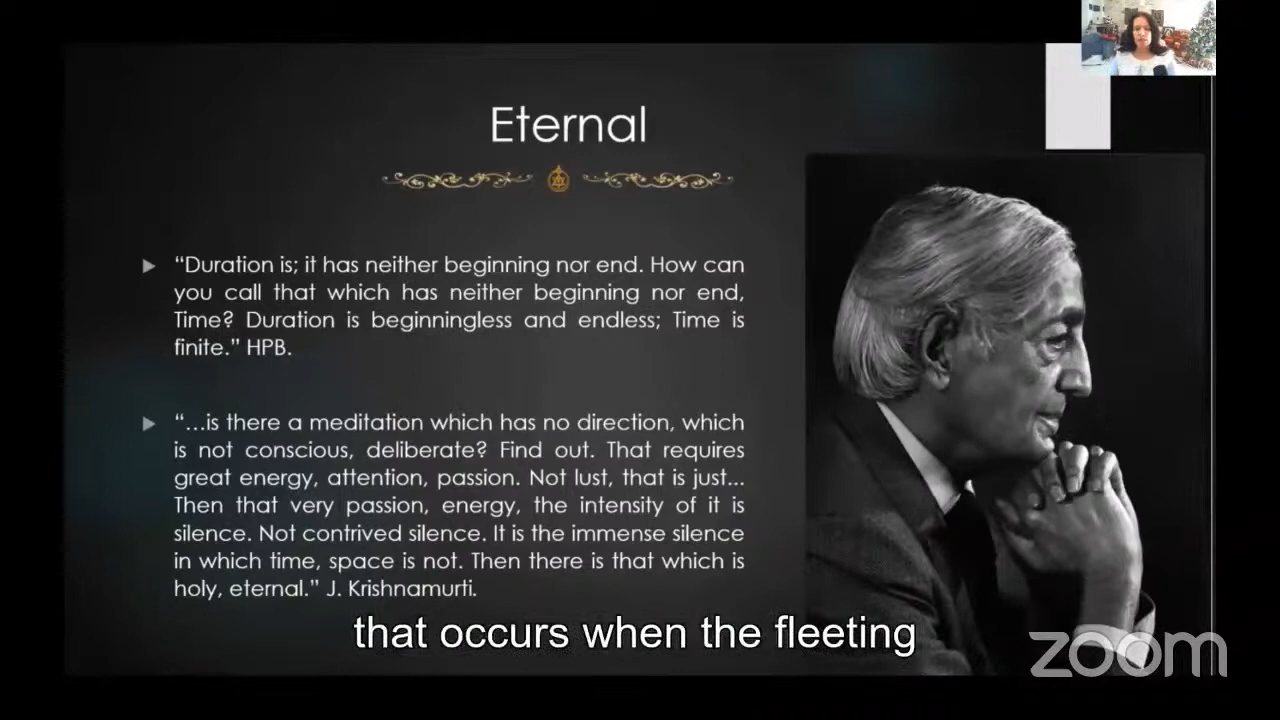 Eternal
“Duration is; it has neither beginning nor end. How can
you call that which has neither beginning nor end,
Time? Duration is beginningless and endless; Time is
finite.” HPB.
“...is there a meditation which has no direction, which
is not conscious, deliberate? Find out. That requires
great energy, attention, passion. Not lust, that is just...
Then that very passion, energy, the intensity of it is
silence. Not contrived silence. It is the immense silence
in which time, space is not. Then there is that which is
holy, eternal.” J. Krishnamurti.
that occurs when the fleeting
zoom